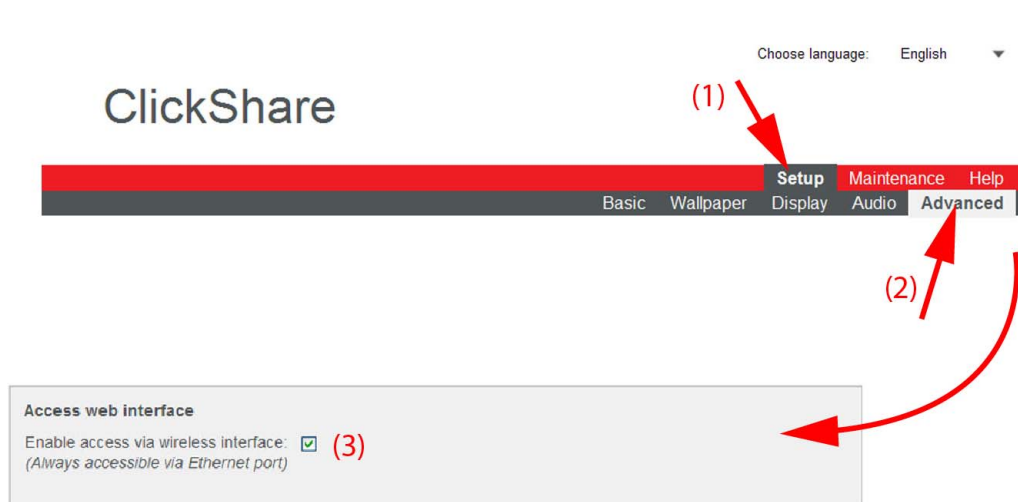 Choose language: English
ClickShare
(1)
Setup Maintenance Help
Basic Wallpaper Display Audio Advanced
(2)
Access web interface
Enable access via wireless interface: (3)
(Always accessible via Ethernet port)